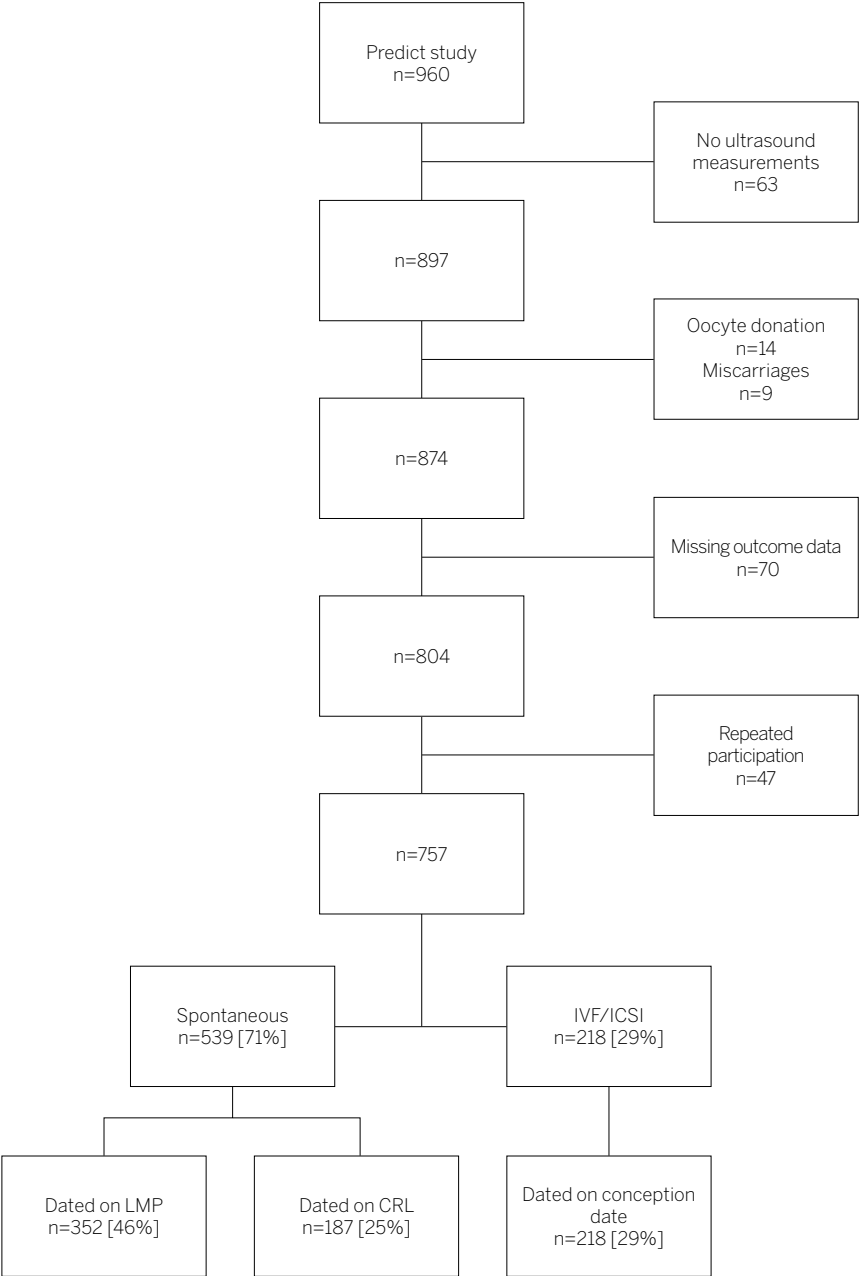 Predict study
n=960
No ultrasound
measurements
n=63
n=897
Oocyte donation
n=14
Miscarriages
n=9
n=874
Missing outcome data
n=70
n=804
Repeated
participation
n=47
n=757
Spontaneous
n=539 [71%]
IVF/ICSI
n=218 [29%]
Dated on LMP
n=352 [46%]
Dated on CRL
n=187 [25%]
Dated on conception
date
n=218 [29%]